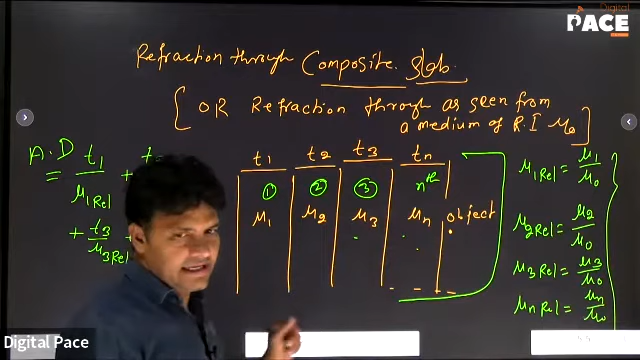 Digital
PACE
Refraction through Composite Slab
{ OR Refraction through as seen from
a medium of R.I μ₀ ]
A.D t₁/μ₁Rel + t
= + t₃/μ₃Rel +
t₁ t₂ t₃ tₙ
① ② ③ nᵗʰ
μ₁ μ₂ μ₃ μₙ object
μ₁Rel = μ₁/μ₀
μ₂Rel = μ₂/μ₀
μ₃Rel = μ₃/μ₀
μₙRel = μₙ/μ₀
Digital Pace